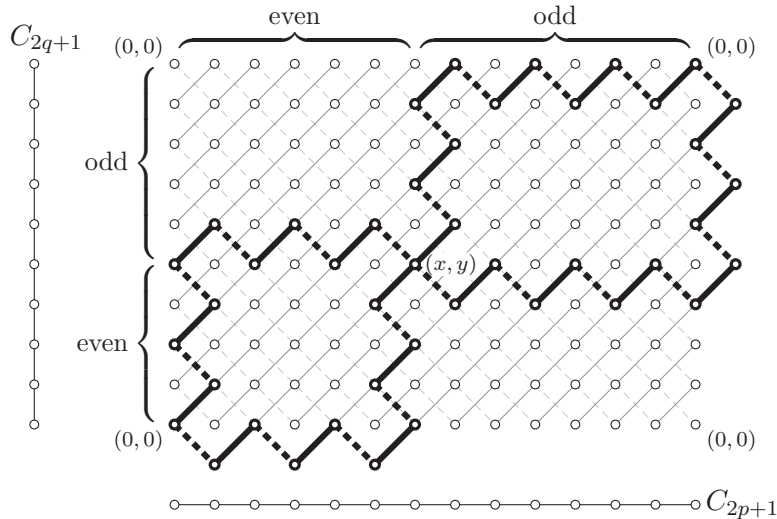 even odd
C_{2q+1} (0, 0) (0, 0)
odd
(x, y)
even
(0, 0) (0, 0)
C_{2p+1}